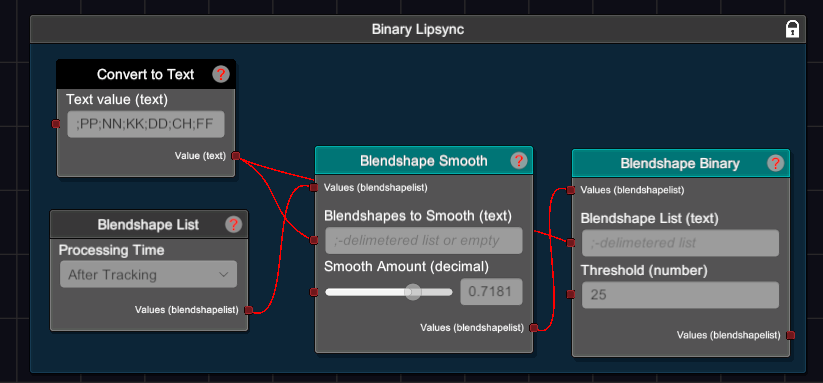 Binary Lipsync
Convert to Text ?
Text value (text)
;PP;NN;KK;DD;CH;FF
Value (text)
Blendshape List ?
Processing Time
After Tracking
Values (blendshapelist)
Blendshape Smooth ?
Values (blendshapelist)
Blendshapes to Smooth (text)
;-delimetered list or empty
Smooth Amount (decimal)
0.7181
Values (blendshapelist)
Blendshape Binary ?
Values (blendshapelist)
Blendshape List (text)
;-delimetered list
Threshold (number)
25
Values (blendshapelist)